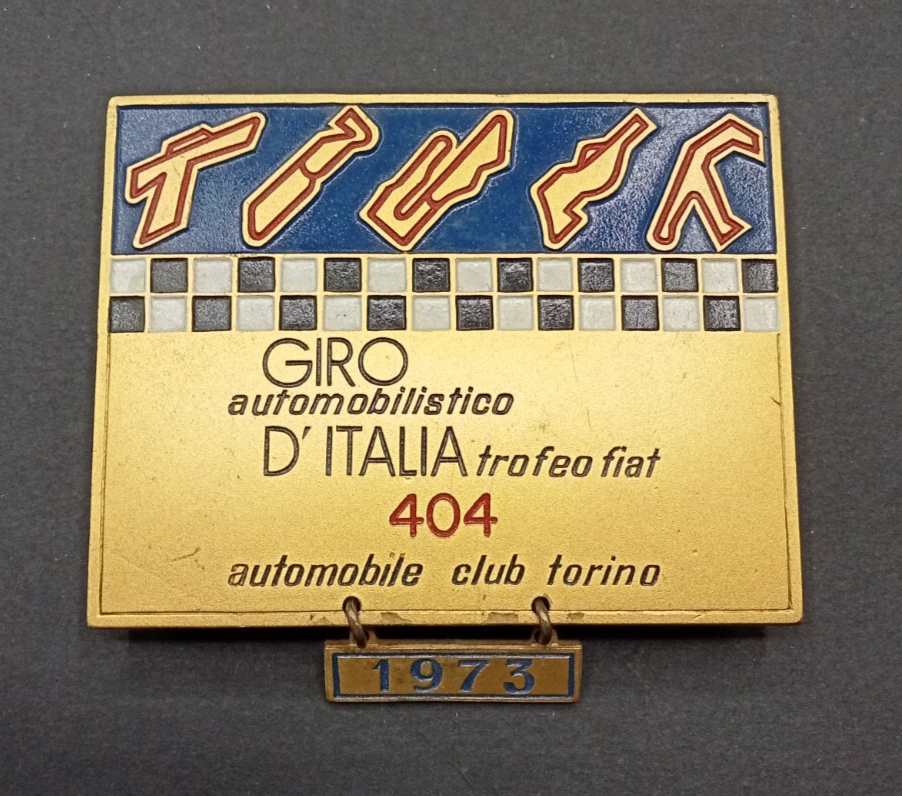 GIRO
automobilistico
D'ITALIA trofeo fiat
404
automobile club torino
1973